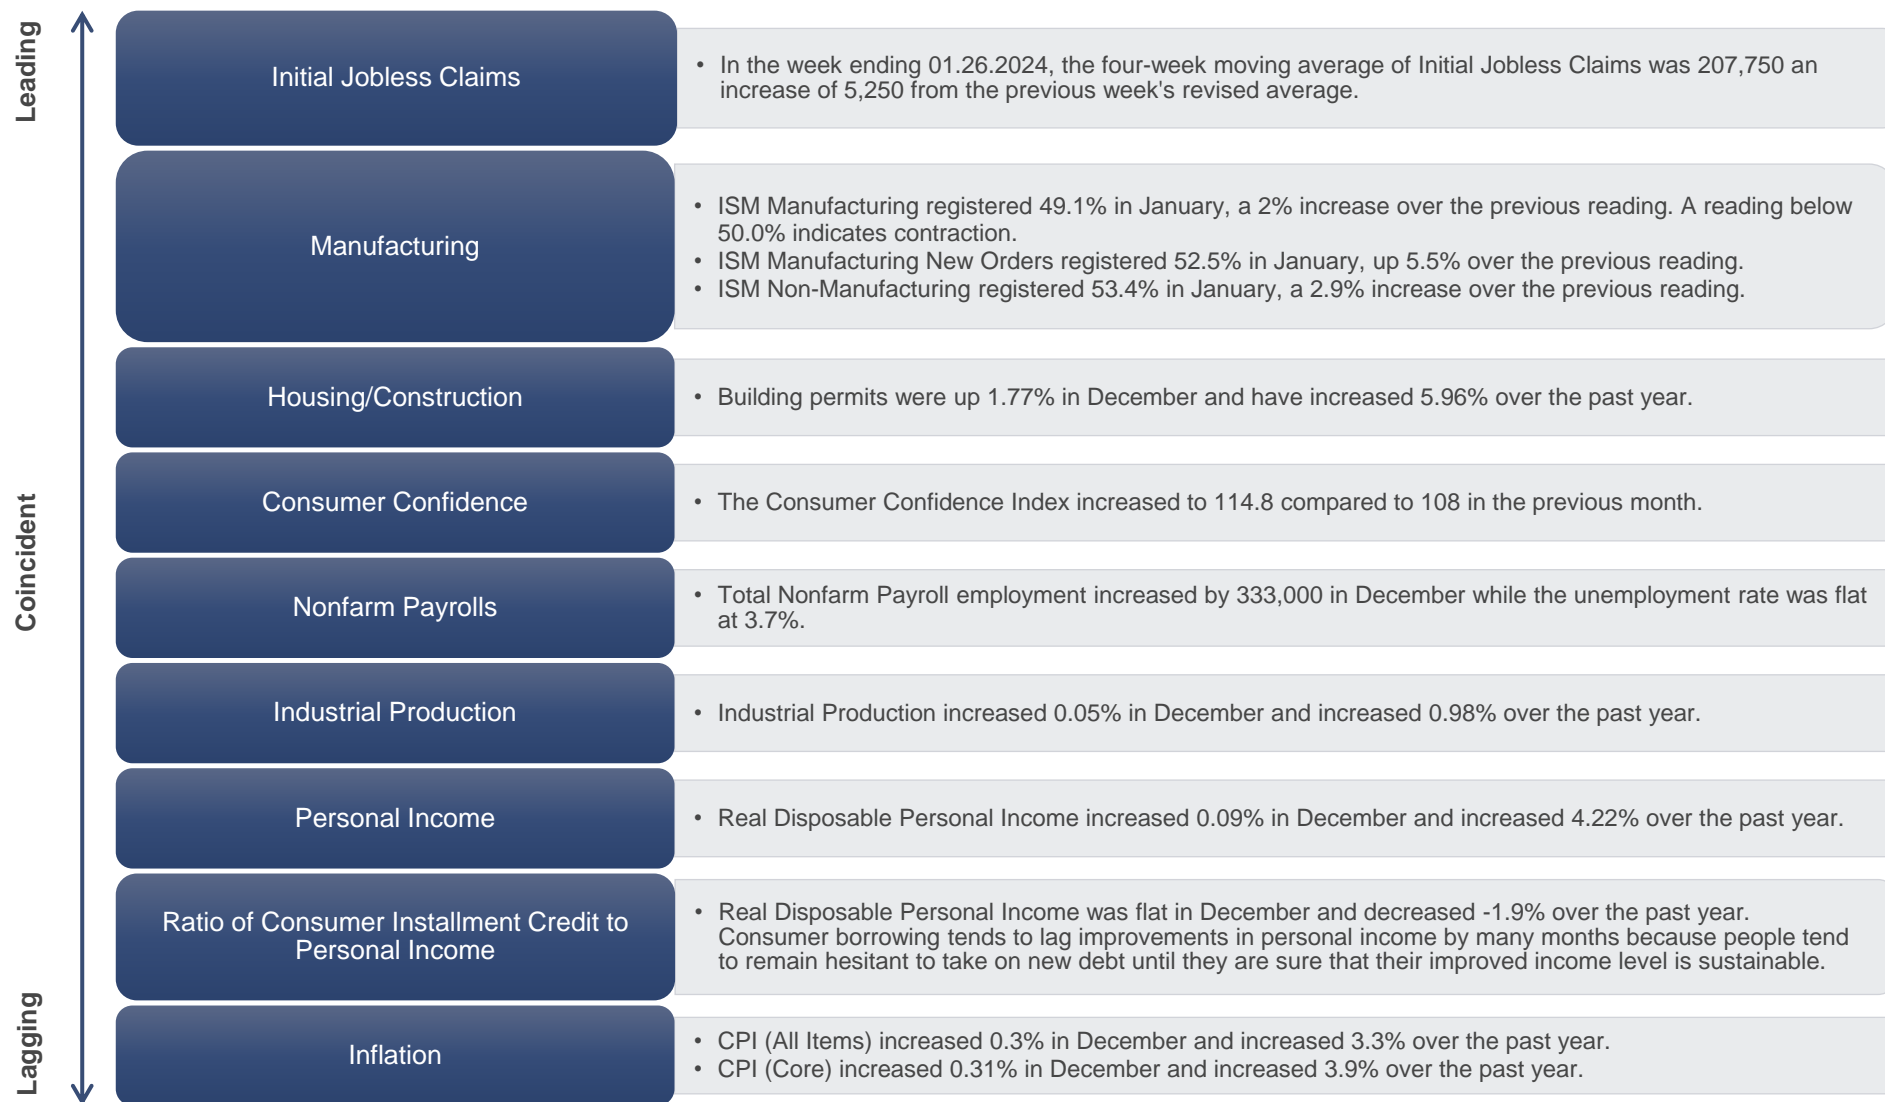 Leading
Initial Jobless Claims
• In the week ending 01.26.2024, the four-week moving average of Initial Jobless Claims was 207,750 an
increase of 5,250 from the previous week's revised average.
Manufacturing
• ISM Manufacturing registered 49.1% in January, a 2% increase over the previous reading. A reading below
50.0% indicates contraction.
• ISM Manufacturing New Orders registered 52.5% in January, up 5.5% over the previous reading.
• ISM Non-Manufacturing registered 53.4% in January, a 2.9% increase over the previous reading.
Housing/Construction
• Building permits were up 1.77% in December and have increased 5.96% over the past year.
Coincident
Consumer Confidence
• The Consumer Confidence Index increased to 114.8 compared to 108 in the previous month.
Nonfarm Payrolls
• Total Nonfarm Payroll employment increased by 333,000 in December while the unemployment rate was flat
at 3.7%.
Industrial Production
• Industrial Production increased 0.05% in December and increased 0.98% over the past year.
Personal Income
• Real Disposable Personal Income increased 0.09% in December and increased 4.22% over the past year.
Ratio of Consumer Installment Credit to
Personal Income
• Real Disposable Personal Income was flat in December and decreased -1.9% over the past year.
Consumer borrowing tends to lag improvements in personal income by many months because people tend
to remain hesitant to take on new debt until they are sure that their improved income level is sustainable.
Lagging
Inflation
• CPI (All Items) increased 0.3% in December and increased 3.3% over the past year.
• CPI (Core) increased 0.31% in December and increased 3.9% over the past year.